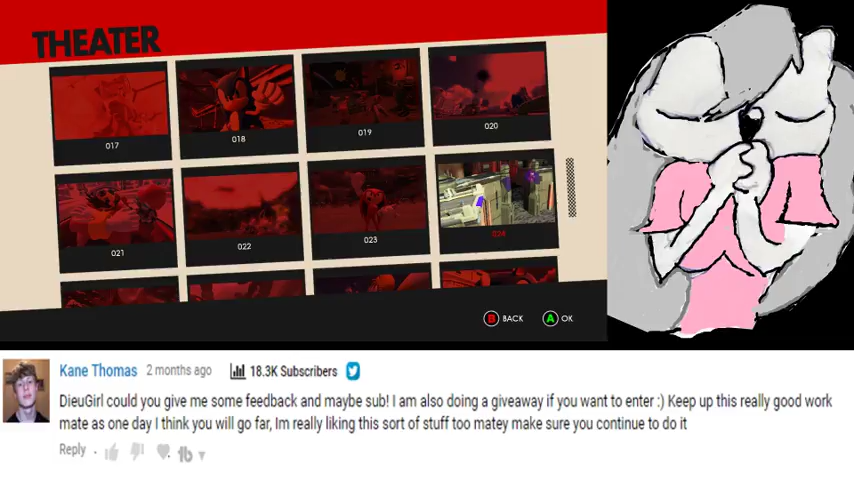 THEATER
017
018
019
020
021
022
023
024
B BACK A OK
Kane Thomas 2 months ago 18.3K Subscribers
DieuGirl could you give me some feedback and maybe sub! I am also doing a giveaway if you want to enter :) Keep up this really good work
mate as one day I think you will go far, Im really liking this sort of stuff too matey make sure you continue to do it
Reply